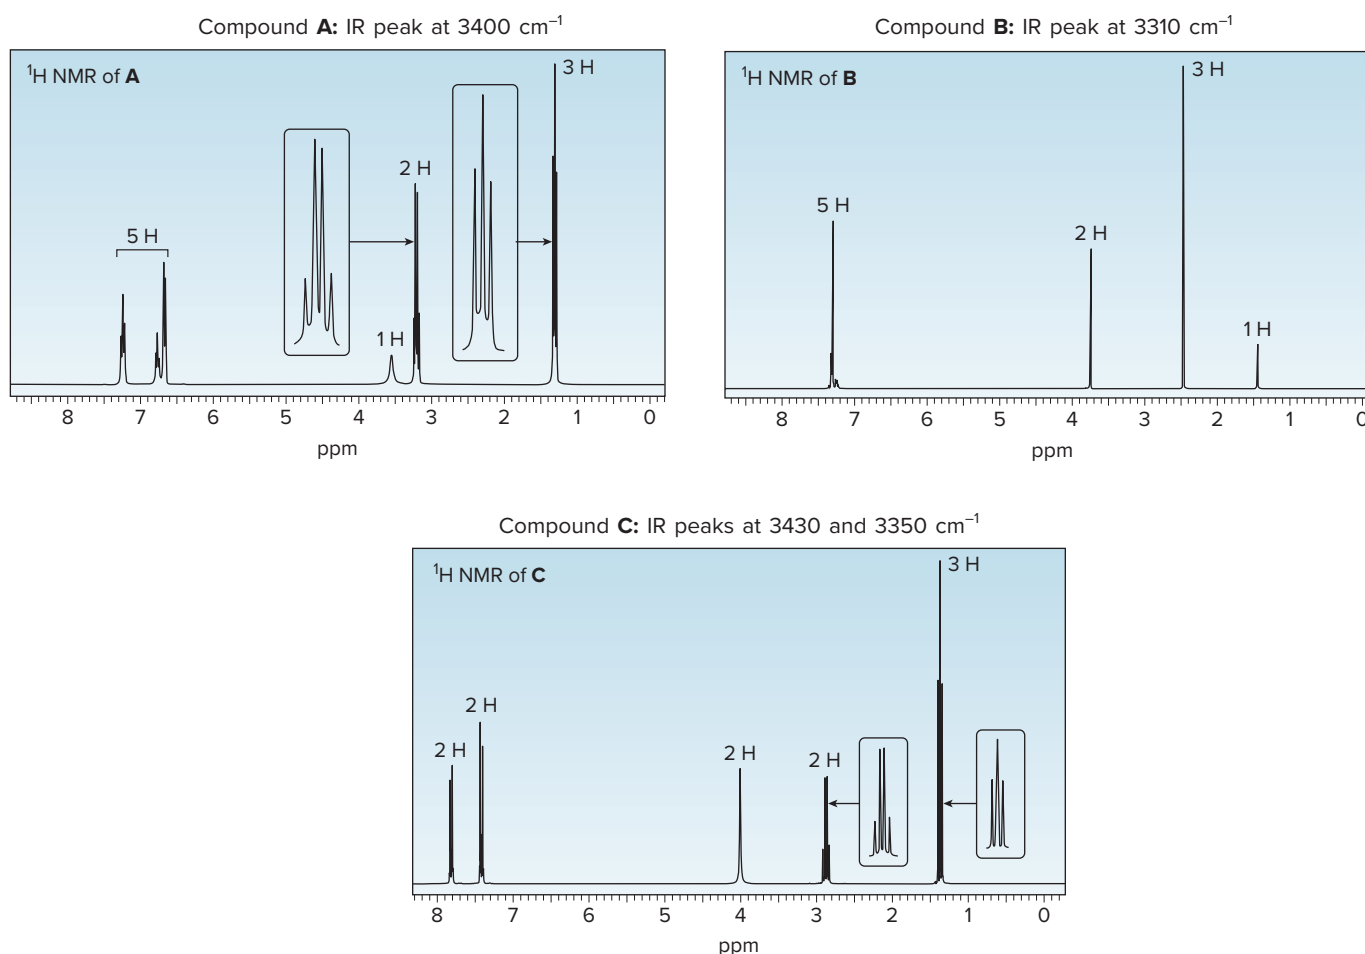 Compound A: IR peak at 3400 cm⁻¹
¹H NMR of A
3 H
2 H
5 H
1 H
8 7 6 5 4 3 2 1 0
ppm
Compound B: IR peak at 3310 cm⁻¹
¹H NMR of B
3 H
5 H
2 H
1 H
8 7 6 5 4 3 2 1 0
ppm
Compound C: IR peaks at 3430 and 3350 cm⁻¹
¹H NMR of C
3 H
2 H
2 H
2 H
2 H
8 7 6 5 4 3 2 1 0
ppm